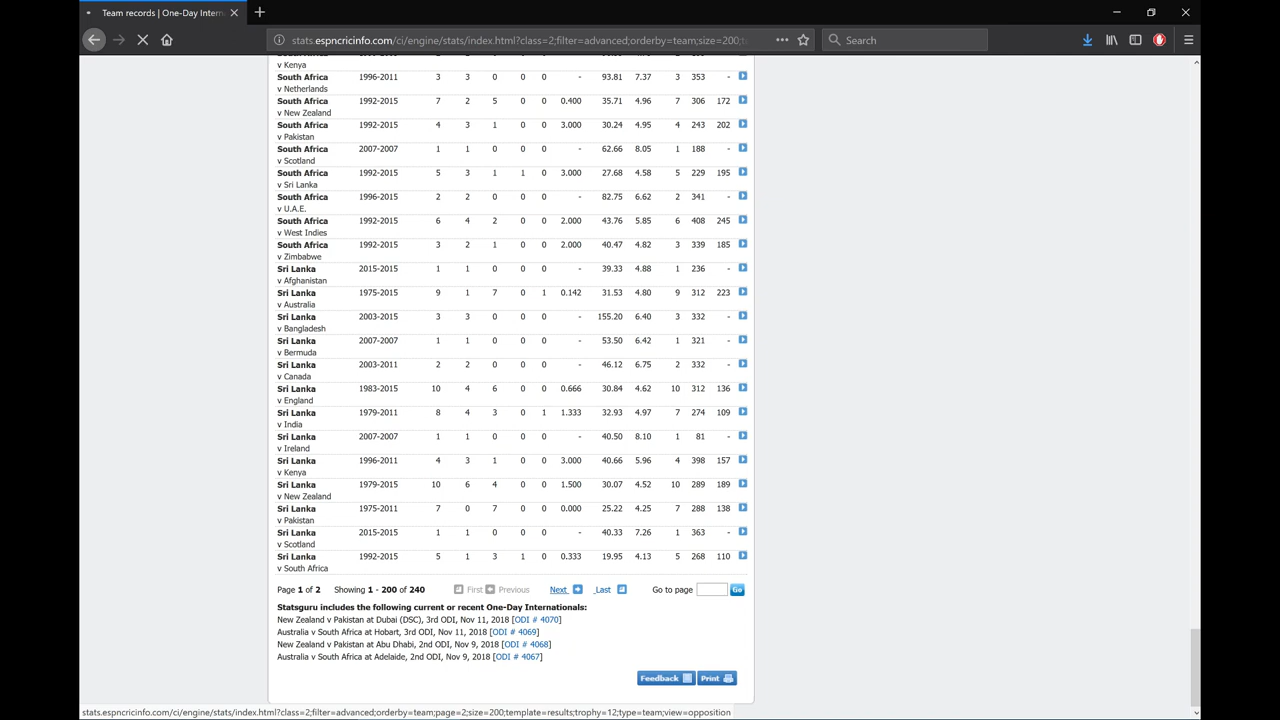 Team records | One-Day Intern
stats.espncricinfo.com/ci/engine/stats/index.html?class=2;filter=advanced;orderby=team;size=200;
Search
v Kenya
South Africa 1996-2011 3 3 0 0 0 - 93.81 7.37 3 353 -
v Netherlands
South Africa 1992-2015 7 2 5 0 0 0.400 35.71 4.96 7 306 172
v New Zealand
South Africa 1992-2015 4 3 1 0 0 3.000 30.24 4.95 4 243 202
v Pakistan
South Africa 2007-2007 1 1 0 0 0 - 62.66 8.05 1 188 -
v Scotland
South Africa 1992-2015 5 3 1 1 0 3.000 27.68 4.58 5 229 195
v Sri Lanka
South Africa 1996-2015 2 2 0 0 0 - 82.75 6.62 2 341 -
v U.A.E.
South Africa 1992-2015 6 4 2 0 0 2.000 43.76 5.85 6 408 245
v West Indies
South Africa 1992-2015 3 2 1 0 0 2.000 40.47 4.82 3 339 185
v Zimbabwe
Sri Lanka 2015-2015 1 1 0 0 0 - 39.33 4.88 1 236 -
v Afghanistan
Sri Lanka 1975-2015 9 1 7 0 1 0.142 31.53 4.80 9 312 223
v Australia
Sri Lanka 2003-2015 3 3 0 0 0 - 155.20 6.40 3 332 -
v Bangladesh
Sri Lanka 2007-2007 1 1 0 0 0 - 53.50 6.42 1 321 -
v Bermuda
Sri Lanka 2003-2011 2 2 0 0 0 - 46.12 6.75 2 332 -
v Canada
Sri Lanka 1983-2015 10 4 6 0 0 0.666 30.84 4.62 10 312 136
v England
Sri Lanka 1979-2011 8 4 3 0 1 1.333 32.93 4.97 7 274 109
v India
Sri Lanka 2007-2007 1 1 0 0 0 - 40.50 8.10 1 81 -
v Ireland
Sri Lanka 1996-2011 4 3 1 0 0 3.000 40.66 5.96 4 398 157
v Kenya
Sri Lanka 1979-2015 10 6 4 0 0 1.500 30.07 4.52 10 289 189
v New Zealand
Sri Lanka 1975-2011 7 0 7 0 0 0.000 25.22 4.25 7 288 138
v Pakistan
Sri Lanka 2015-2015 1 1 0 0 0 - 40.33 7.26 1 363 -
v Scotland
Sri Lanka 1992-2015 5 1 3 1 0 0.333 19.95 4.13 5 268 110
v South Africa
Page 1 of 2 Showing 1 - 200 of 240 First Previous Next Last Go to page Go
Statsguru includes the following current or recent One-Day Internationals:
New Zealand v Pakistan at Dubai (DSC), 3rd ODI, Nov 11, 2018 [ODI # 4070]
Australia v South Africa at Hobart, 3rd ODI, Nov 11, 2018 [ODI # 4069]
New Zealand v Pakistan at Abu Dhabi, 2nd ODI, Nov 9, 2018 [ODI # 4068]
Australia v South Africa at Adelaide, 2nd ODI, Nov 9, 2018 [ODI # 4067]
Feedback Print
stats.espncricinfo.com/ci/engine/stats/index.html?class=2;filter=advanced;orderby=team;page=2;size=200;template=results;trophy=12;type=team;view=opposition